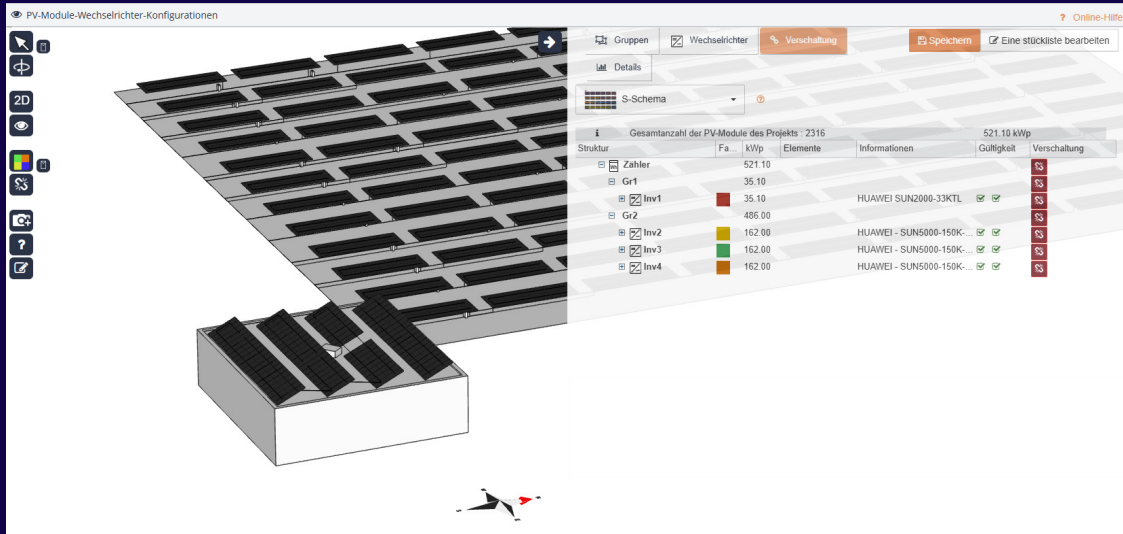 PV-Module-Wechselrichter-Konfigurationen
? Online-Hilfe
Gruppen Wechselrichter Verschaltung Speichern Eine stückliste bearbeiten
Details
2D
S-Schema
?
i Gesamtanzahl der PV-Module des Projekts : 2316 521.10 kWp
Struktur Fa... kWp Elemente Informationen Gültigkeit Verschaltung
Zähler 521.10
Gr1 35.10
Inv1 35.10 HUAWEI SUN2000-33KTL
Gr2 486.00
Inv2 162.00 HUAWEI - SUN5000-150K-...
Inv3 162.00 HUAWEI - SUN5000-150K-...
Inv4 162.00 HUAWEI - SUN5000-150K-...
?